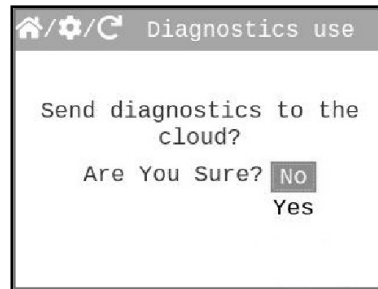 / / Diagnostics use
Send diagnostics to the
cloud?
Are You Sure? No
Yes